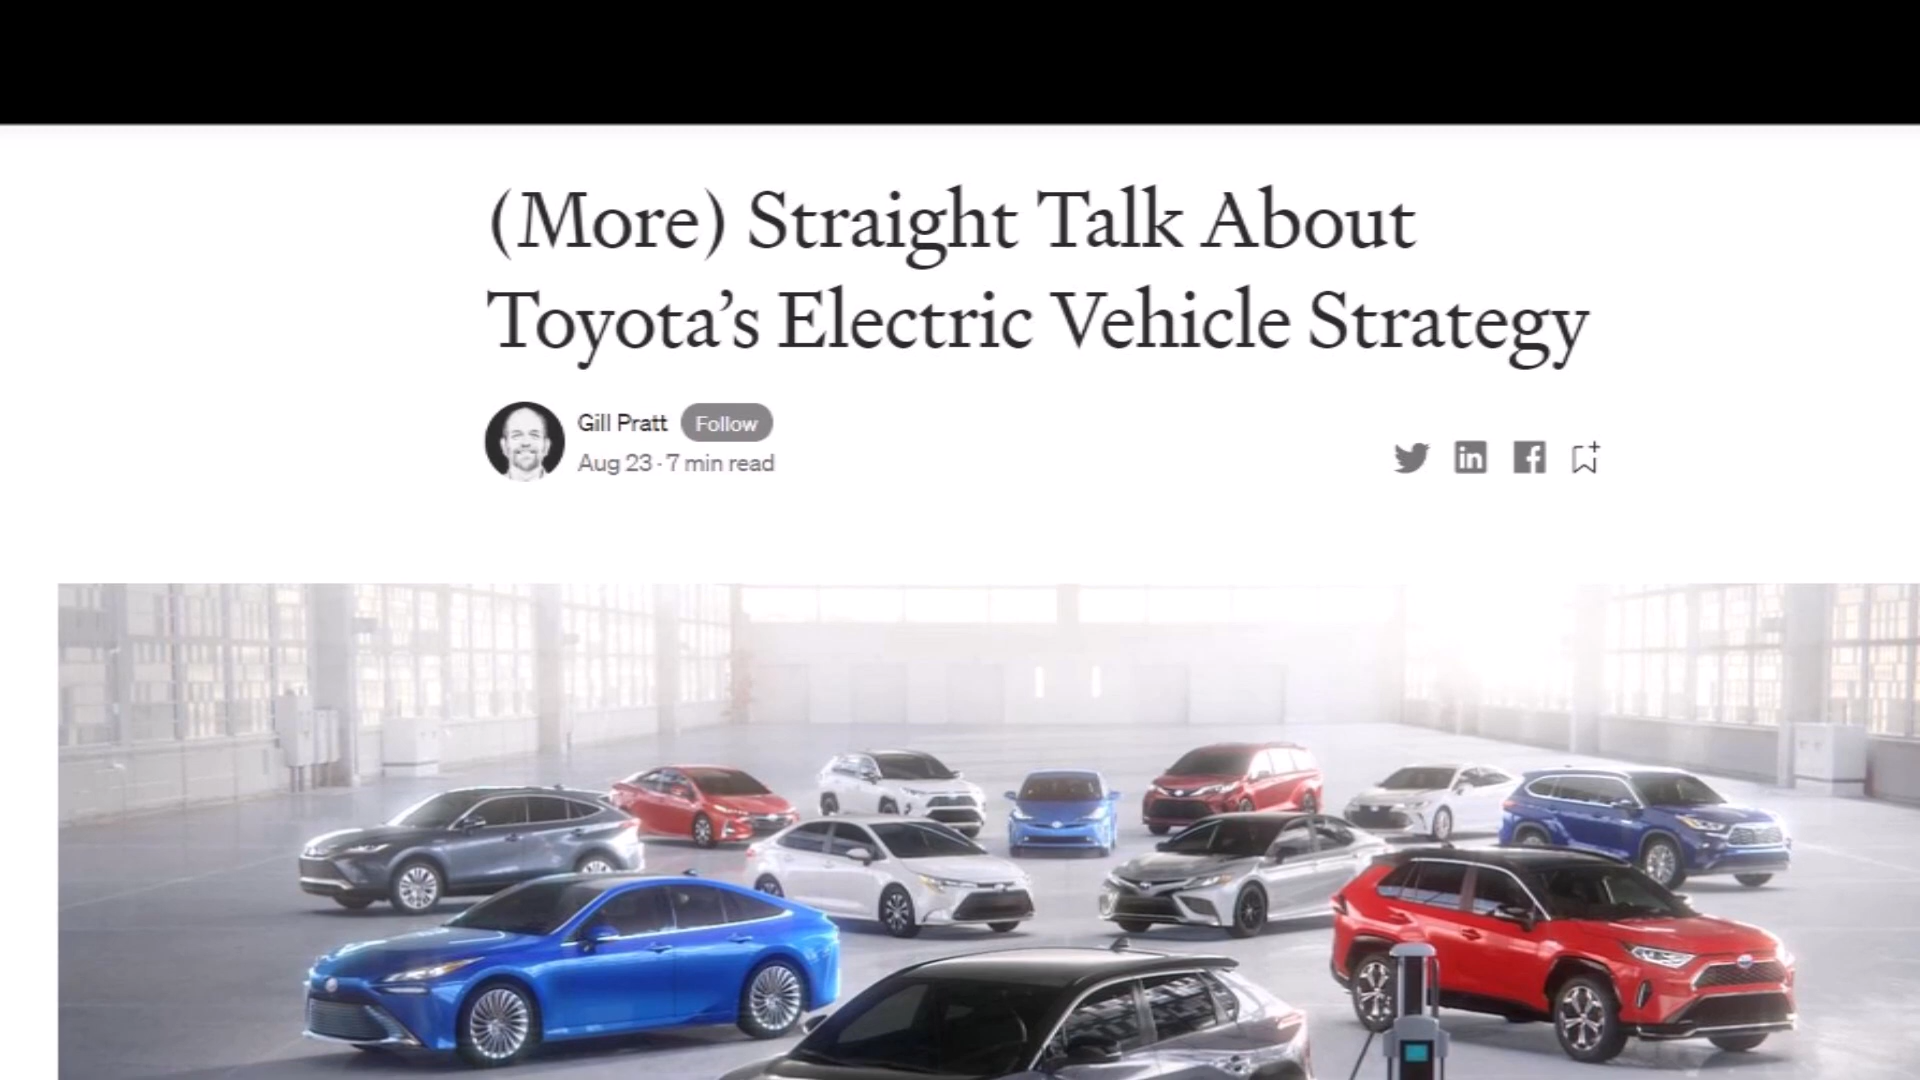 (More) Straight Talk About
Toyota’s Electric Vehicle Strategy
Gill Pratt Follow
Aug 23 · 7 min read